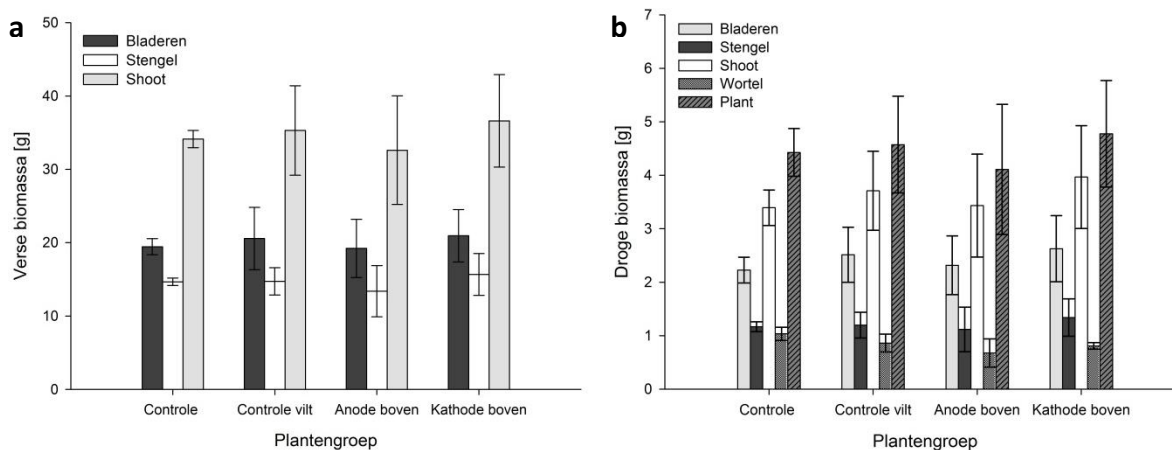 a
Verse biomassa [g]
50
40
30
20
10
0
Bladeren
Stengel
Shoot
Controle
Controle vilt
Anode boven
Kathode boven
Plantengroep
b
Droge biomassa [g]
7
6
5
4
3
2
1
0
Bladeren
Stengel
Shoot
Wortel
Plant
Controle
Controle vilt
Anode boven
Kathode boven
Plantengroep